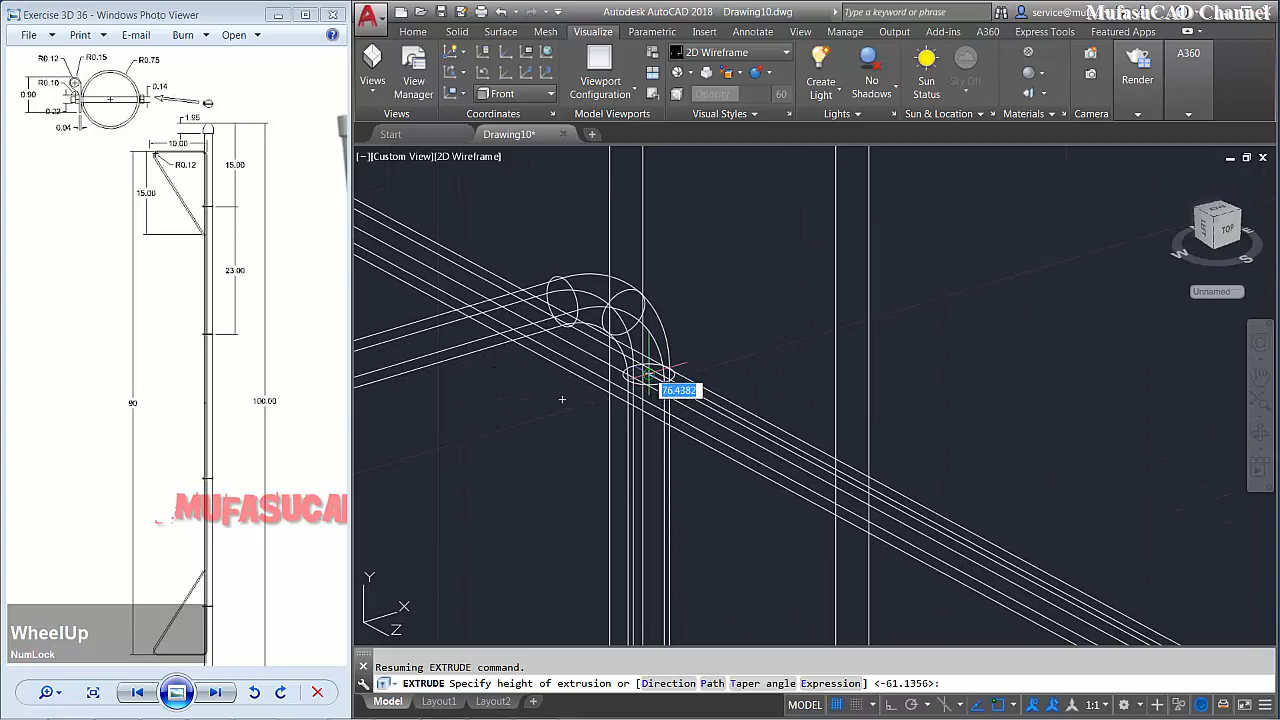 Exercise 3D 36 - Windows Photo Viewer
File Print E-mail Burn Open
R0.12 R0.15 R0.75
R0.10 0.14
0.90
0.22
0.04
1.95
10.00
R0.12 15.00
15.00
23.00
90 100.00
MUFASUCA
WheelUp
NumLock
Autodesk AutoCAD 2018 Drawing10.dwg Type a keyword or phrase service@mu
MufasuCAD Channel
Home Solid Surface Mesh Visualize Parametric Insert Annotate View Manage Output Add-ins A360 Express Tools Featured Apps
Views View Manager Front Viewport Configuration 2D Wireframe Opacity 60 Create Light No Shadows Sun Status Sky Off Render A360
Views Coordinates Visual Styles Lights Sun & Location Materials Camera
Start Drawing10*
[−][Custom View][2D Wireframe]
TOP
W S
Unnamed
76.4382
Y
X
Z
Resuming EXTRUDE command.
EXTRUDE Specify height of extrusion or [Direction Path Taper angle Expression] <-61.1356>:
Model Layout1 Layout2 MODEL 1:1